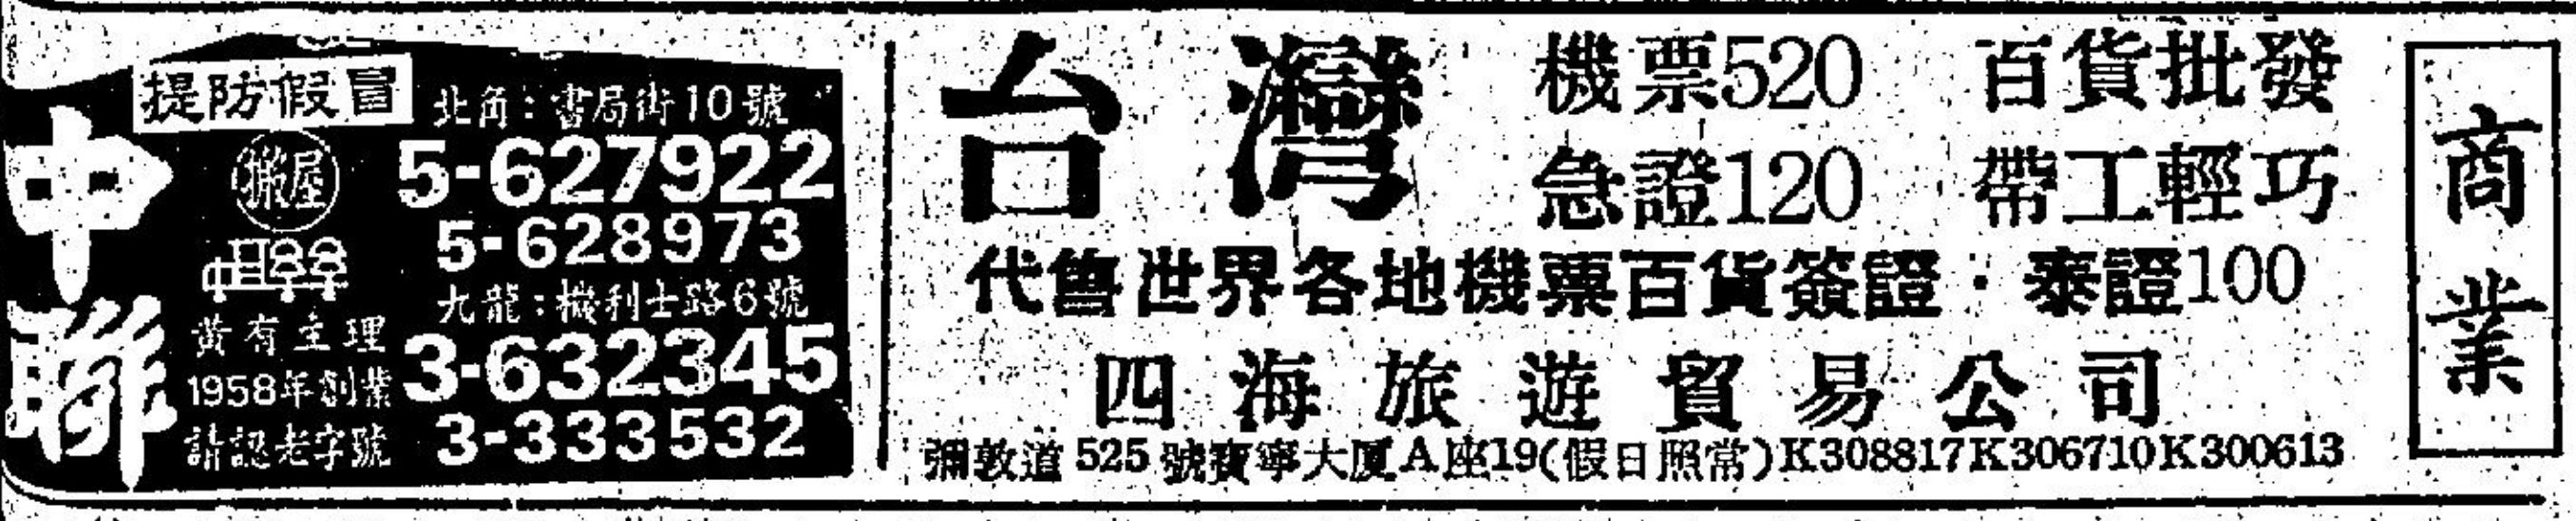 中聯
提防假冒
搬屋
黃有主理
1958年創業
請認老字號
北角：書局街10號
5-627922
5-628973
九龍：機利士路6號
3-632345
3-333532
台灣
機票520 百貨批發
急證120 帶工輕巧
代售世界各地機票百貨簽證・泰證100
四海旅遊貿易公司
彌敦道525號寶寧大厦A座19(假日照常)K308817K306710K300613
商業